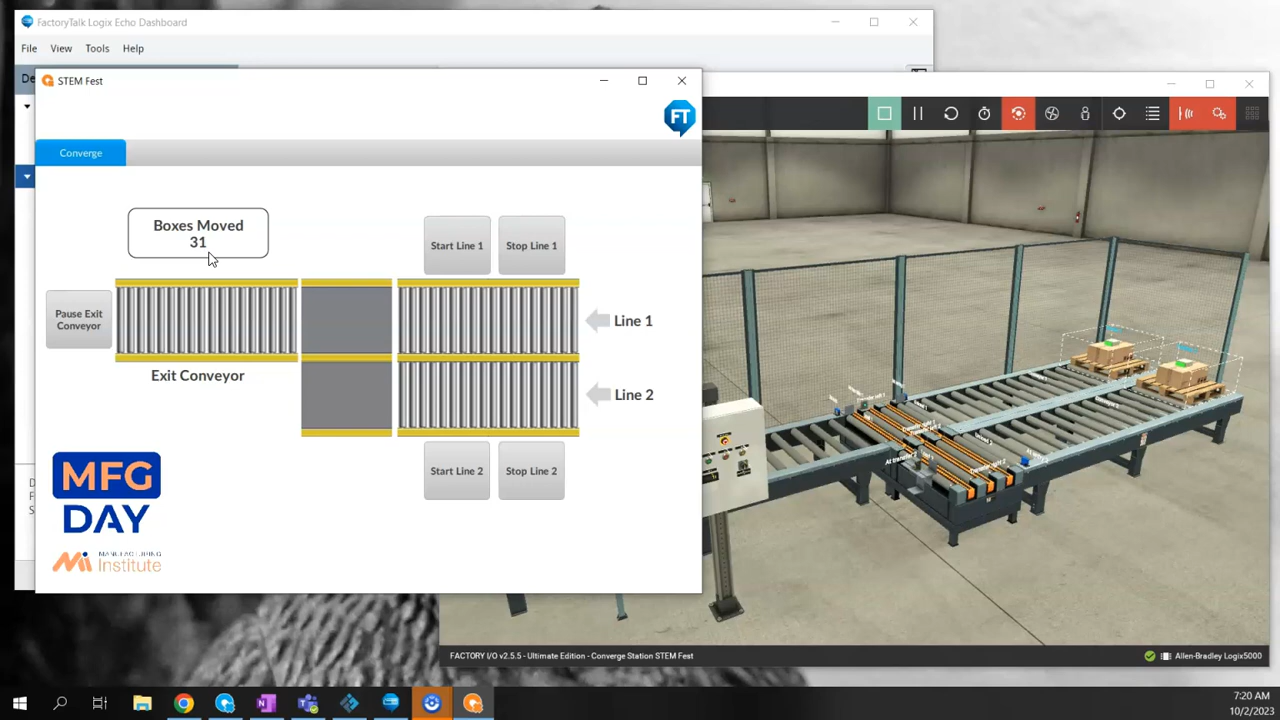 FactoryTalk Logix Echo Dashboard
File View Tools Help
De
STEM Fest
FT
Converge
Boxes Moved
31
Start Line 1
Stop Line 1
Pause Exit
Conveyor
Line 1
Exit Conveyor
Line 2
Start Line 2
Stop Line 2
MFG
DAY
MANUFACTURING
Institute
D
F
S
FACTORY I/O v2.5.5 - Ultimate Edition - Converge Station STEM Fest
Allen-Bradley Logix5000
7:20 AM
10/2/2023